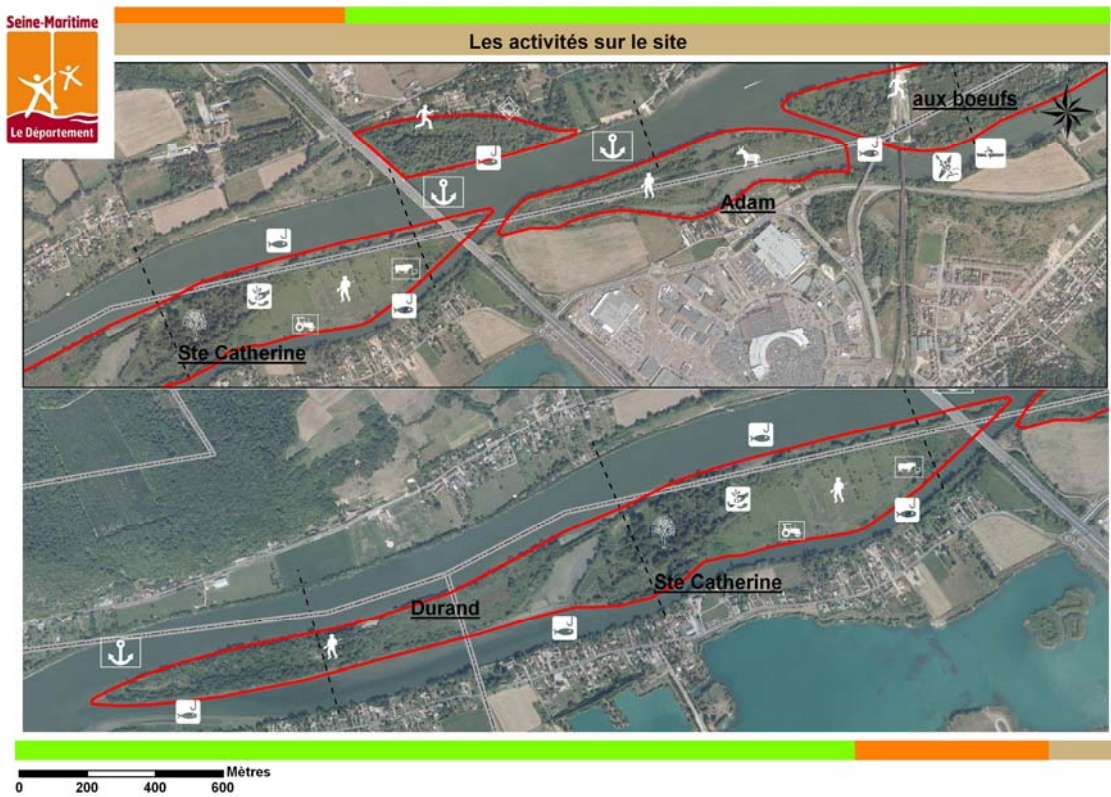 Seine-Maritime
Le Département
Les activités sur le site
aux boeufs
Adam
Ste Catherine
Durand
Ste Catherine
Mètres
0 200 400 600